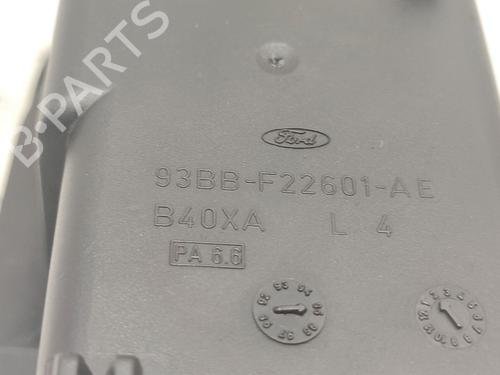 B-PARTS
Ford
93BB-F22601-AE
B40XA L 4
PA 6.6